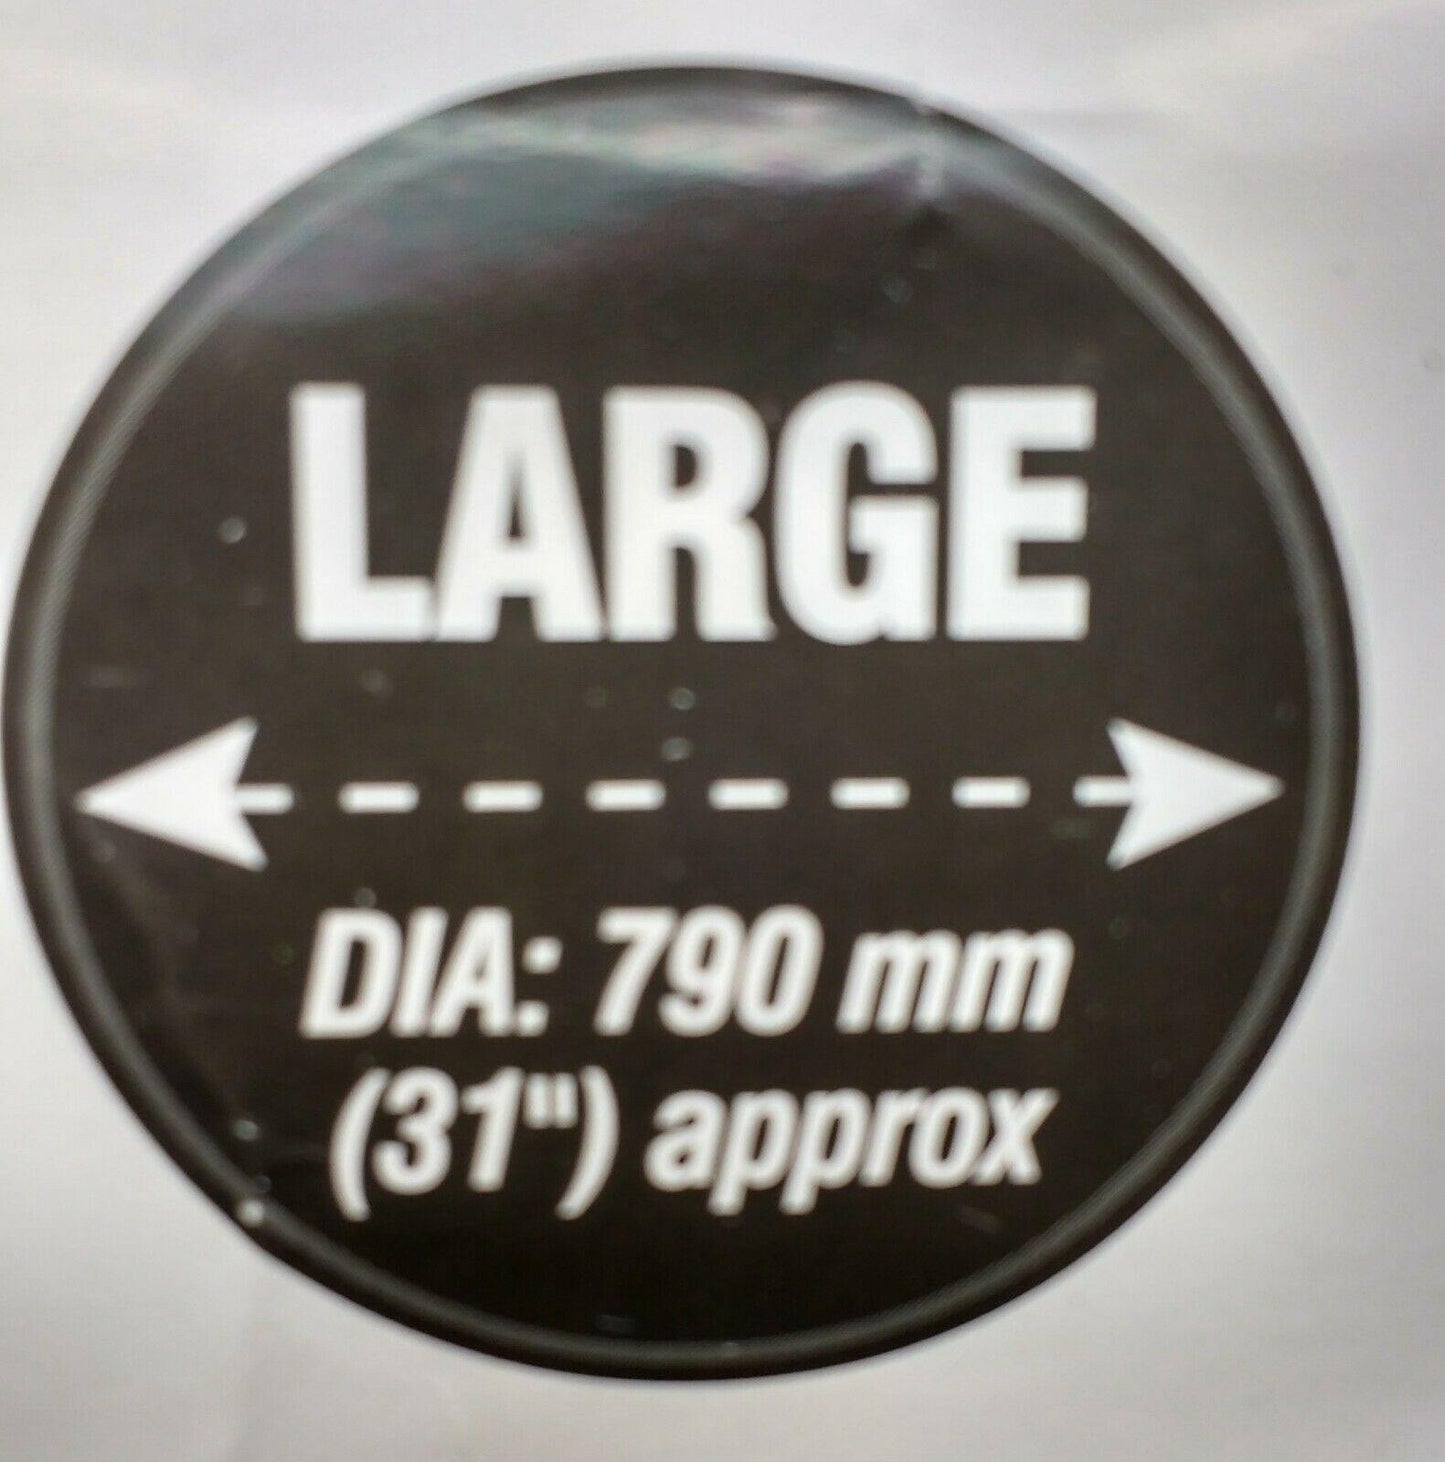 LARGE
DIA: 790 mm
(31") approx